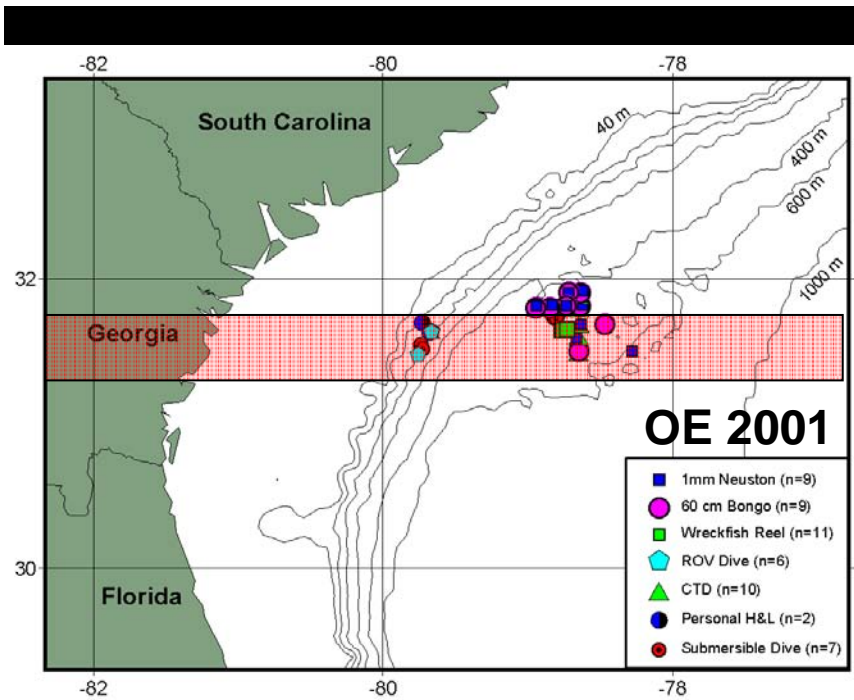 -82 -80 -78
South Carolina
40 m
400 m
600 m
32
1000 m
Georgia
OE 2001
1mm Neuston (n=9)
60 cm Bongo (n=9)
Wreckfish Reel (n=11)
ROV Dive (n=6)
30
CTD (n=10)
Florida
Personal H&L (n=2)
Submersible Dive (n=7)
-82 -80 -78